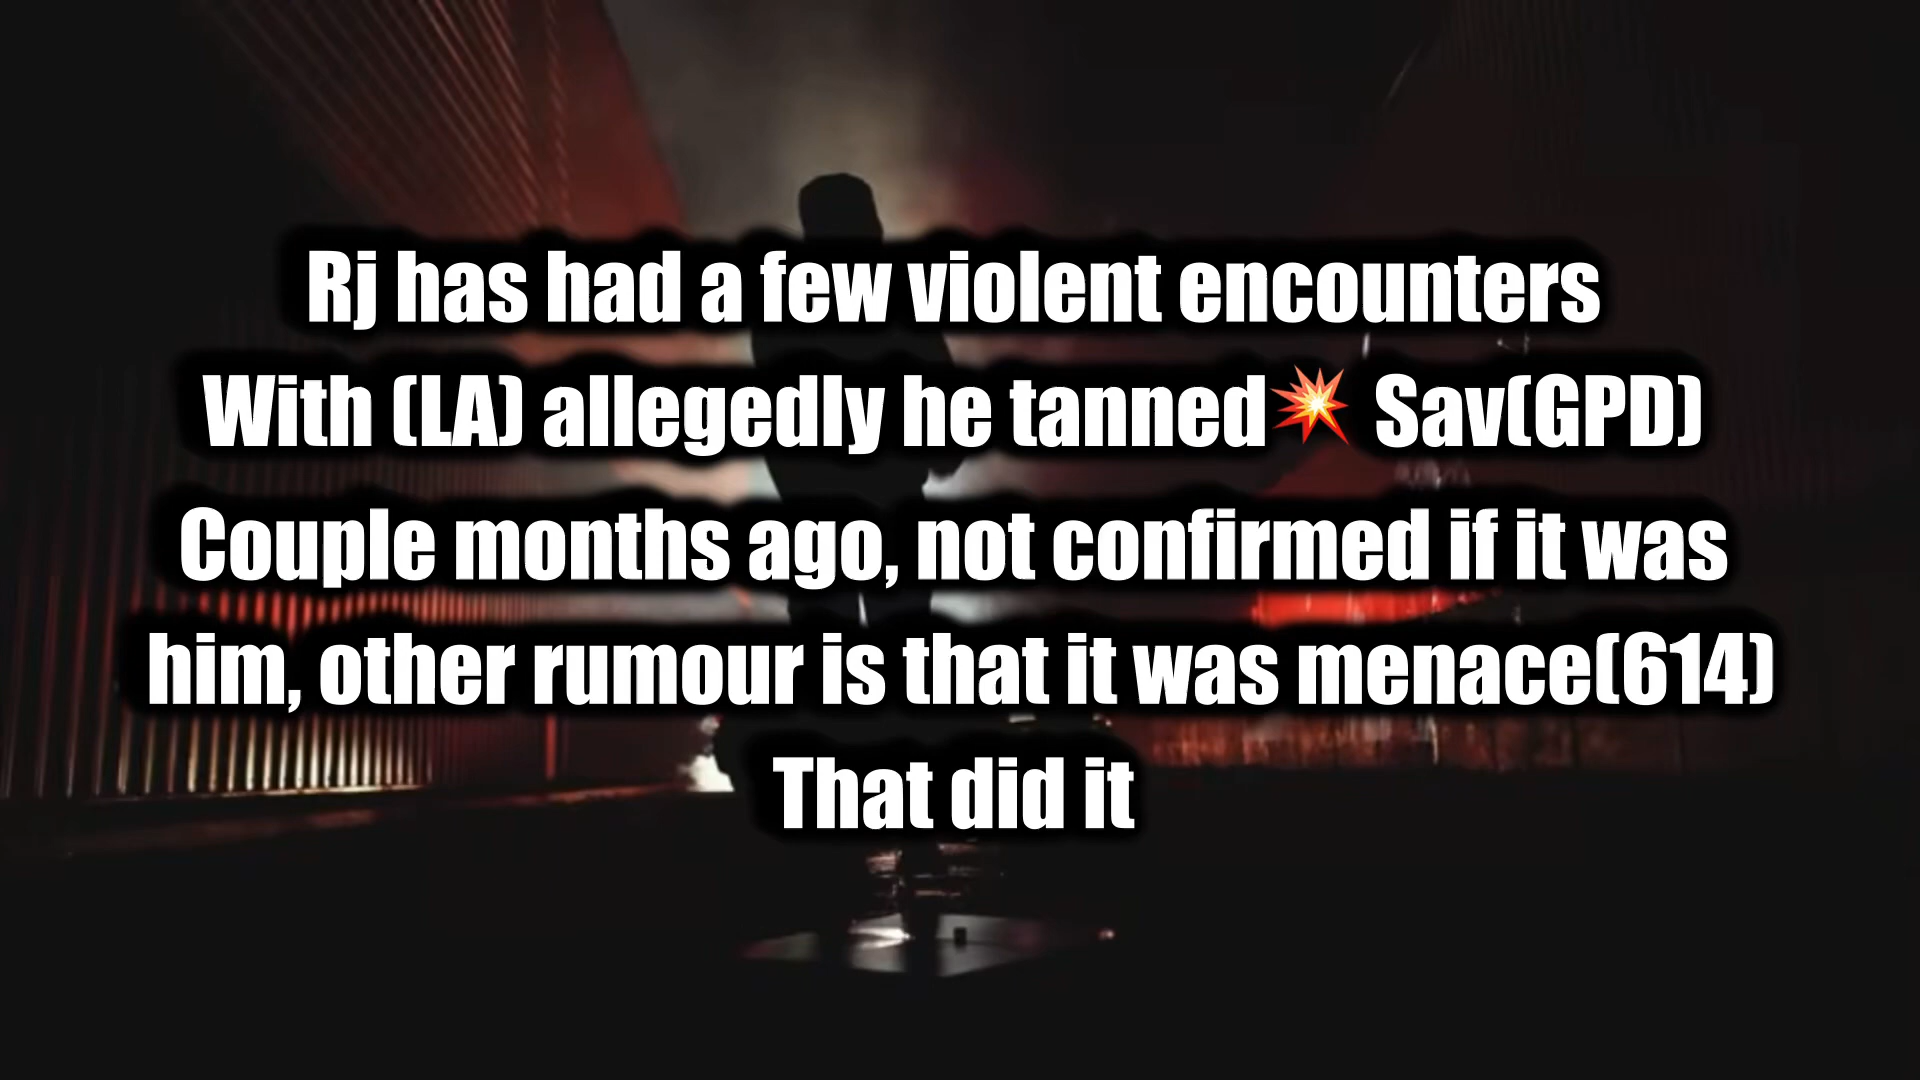 Rj has had a few violent encounters
With (LA) allegedly he tanned💥 Sav(GPD)
Couple months ago, not confirmed if it was
him, other rumour is that it was menace(614)
That did it